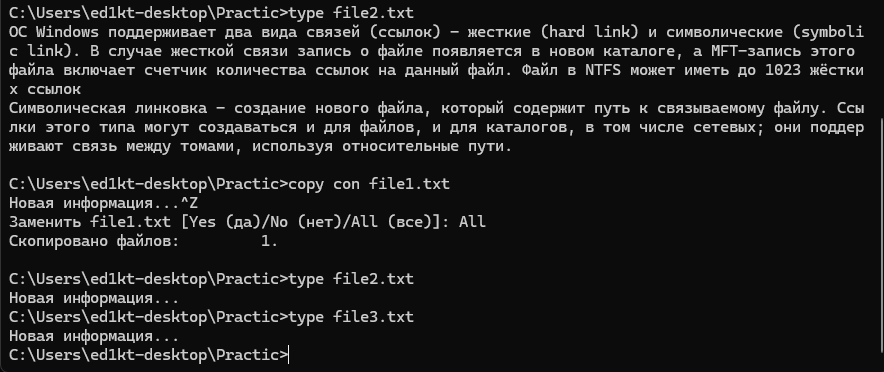 C:\Users\ed1kt-desktop\Practic>type file2.txt
ОС Windows поддерживает два вида связей (ссылок) - жесткие (hard link) и символические (symboli
c link). В случае жесткой связи запись о файле появляется в новом каталоге, а MFT-запись этого
файла включает счетчик количества ссылок на данный файл. Файл в NTFS может иметь до 1023 жёстки
х ссылок
Символическая линковка - создание нового файла, который содержит путь к связываемому файлу. Ссы
лки этого типа могут создаваться и для файлов, и для каталогов, в том числе сетевых; они поддер
живают связь между томами, используя относительные пути.
C:\Users\ed1kt-desktop\Practic>copy con file1.txt
Новая информация...^Z
Заменить file1.txt [Yes (да)/No (нет)/All (все)]: All
Скопировано файлов:         1.
C:\Users\ed1kt-desktop\Practic>type file2.txt
Новая информация...
C:\Users\ed1kt-desktop\Practic>type file3.txt
Новая информация...
C:\Users\ed1kt-desktop\Practic>